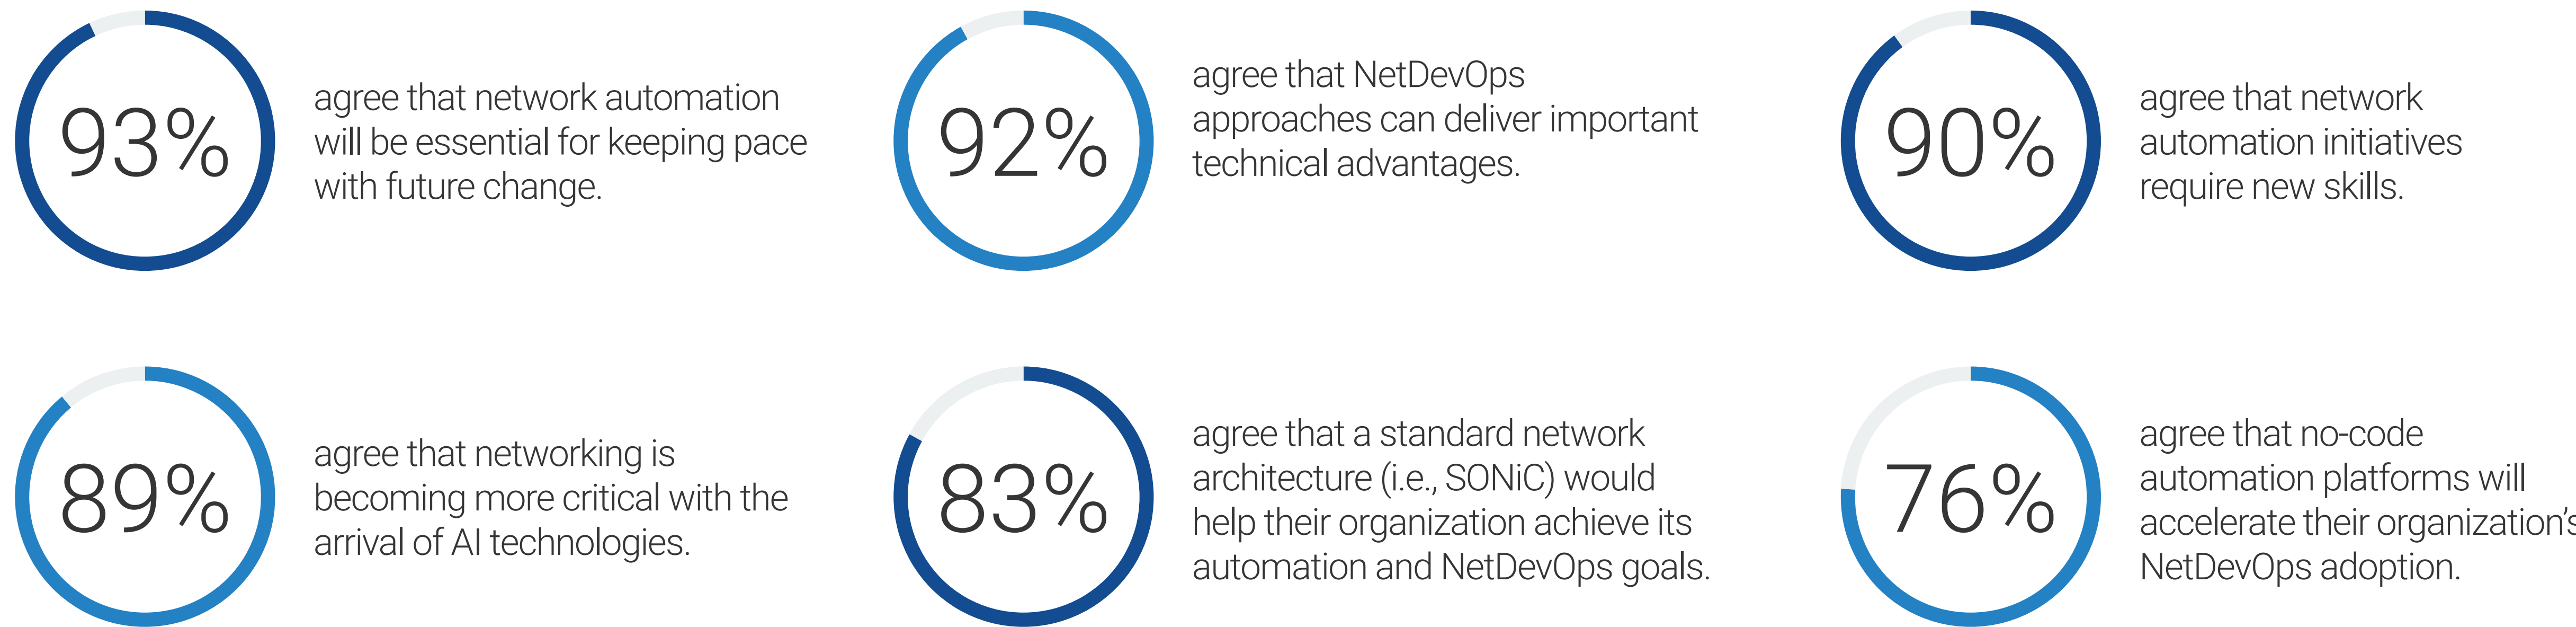 93%
agree that network automation
will be essential for keeping pace
with future change.
92%
agree that NetDevOps
approaches can deliver important
technical advantages.
90%
agree that network
automation initiatives
require new skills.
89%
agree that networking is
becoming more critical with the
arrival of AI technologies.
83%
agree that a standard network
architecture (i.e., SONiC) would
help their organization achieve its
automation and NetDevOps goals.
76%
agree that no-code
automation platforms will
accelerate their organization’s
NetDevOps adoption.